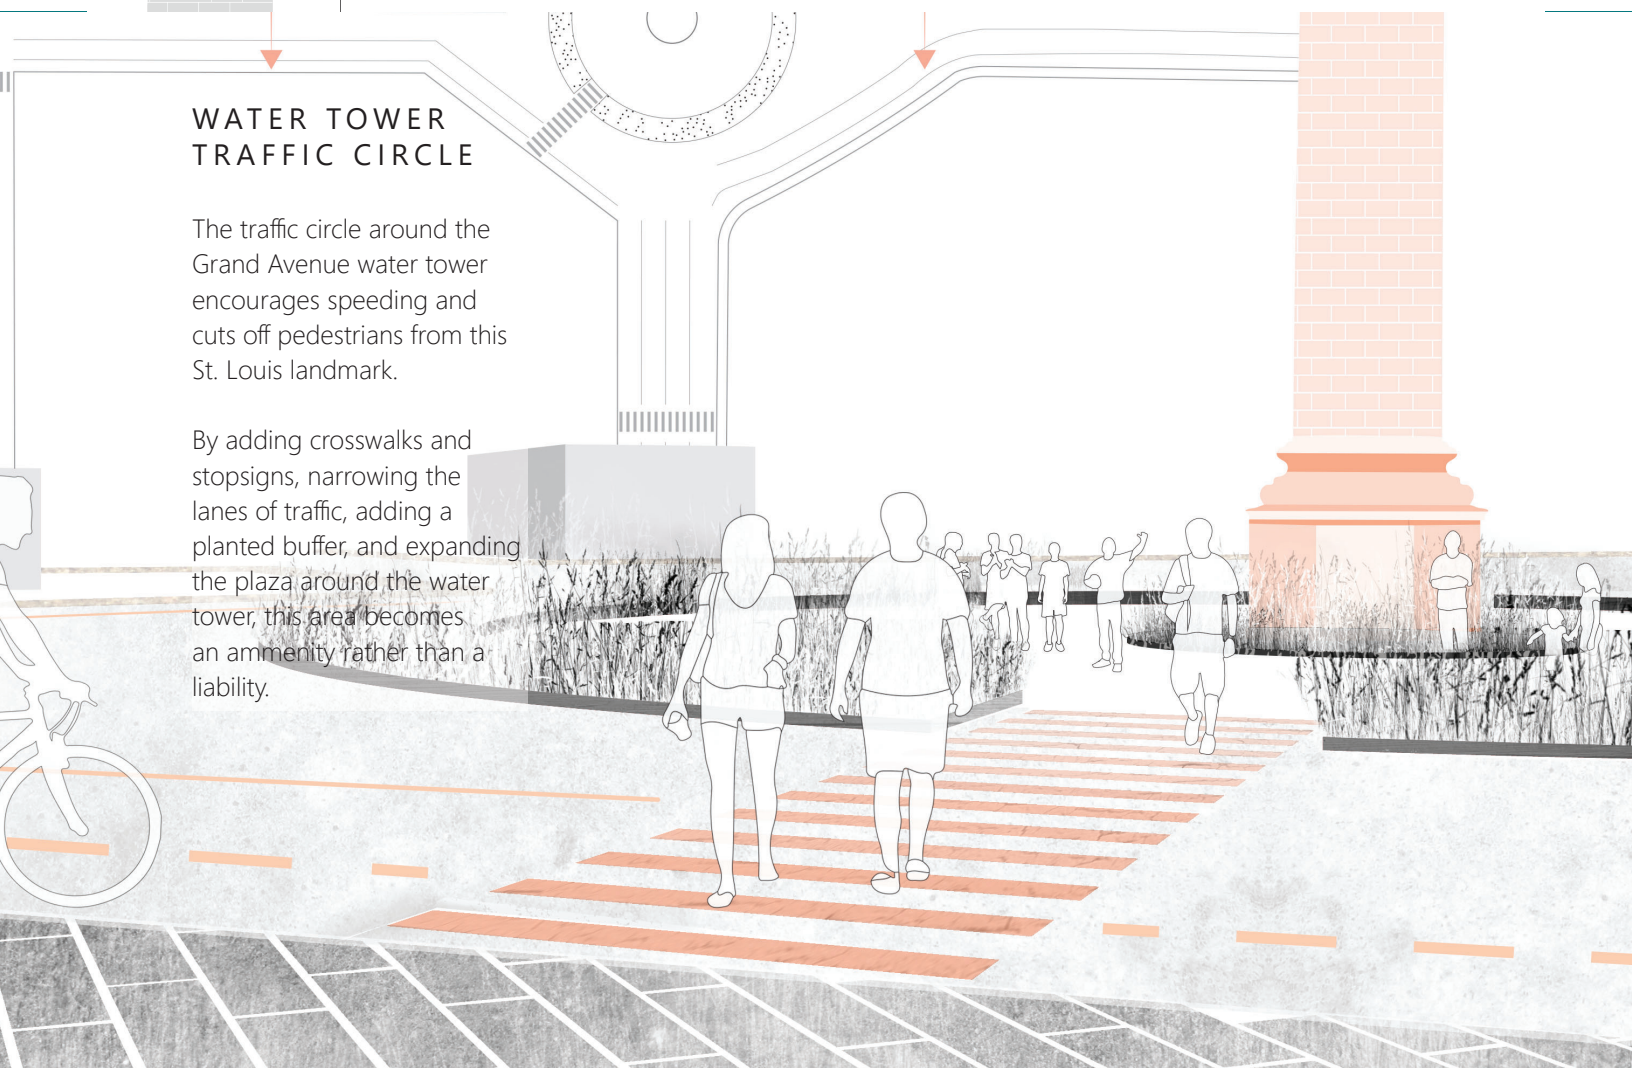 WATER TOWER
TRAFFIC CIRCLE
The traffic circle around the
Grand Avenue water tower
encourages speeding and
cuts off pedestrians from this
St. Louis landmark.
By adding crosswalks and
stopsigns, narrowing the
lanes of traffic, adding a
planted buffer, and expanding
the plaza around the water
tower, this area becomes
an ammenity rather than a
liability.